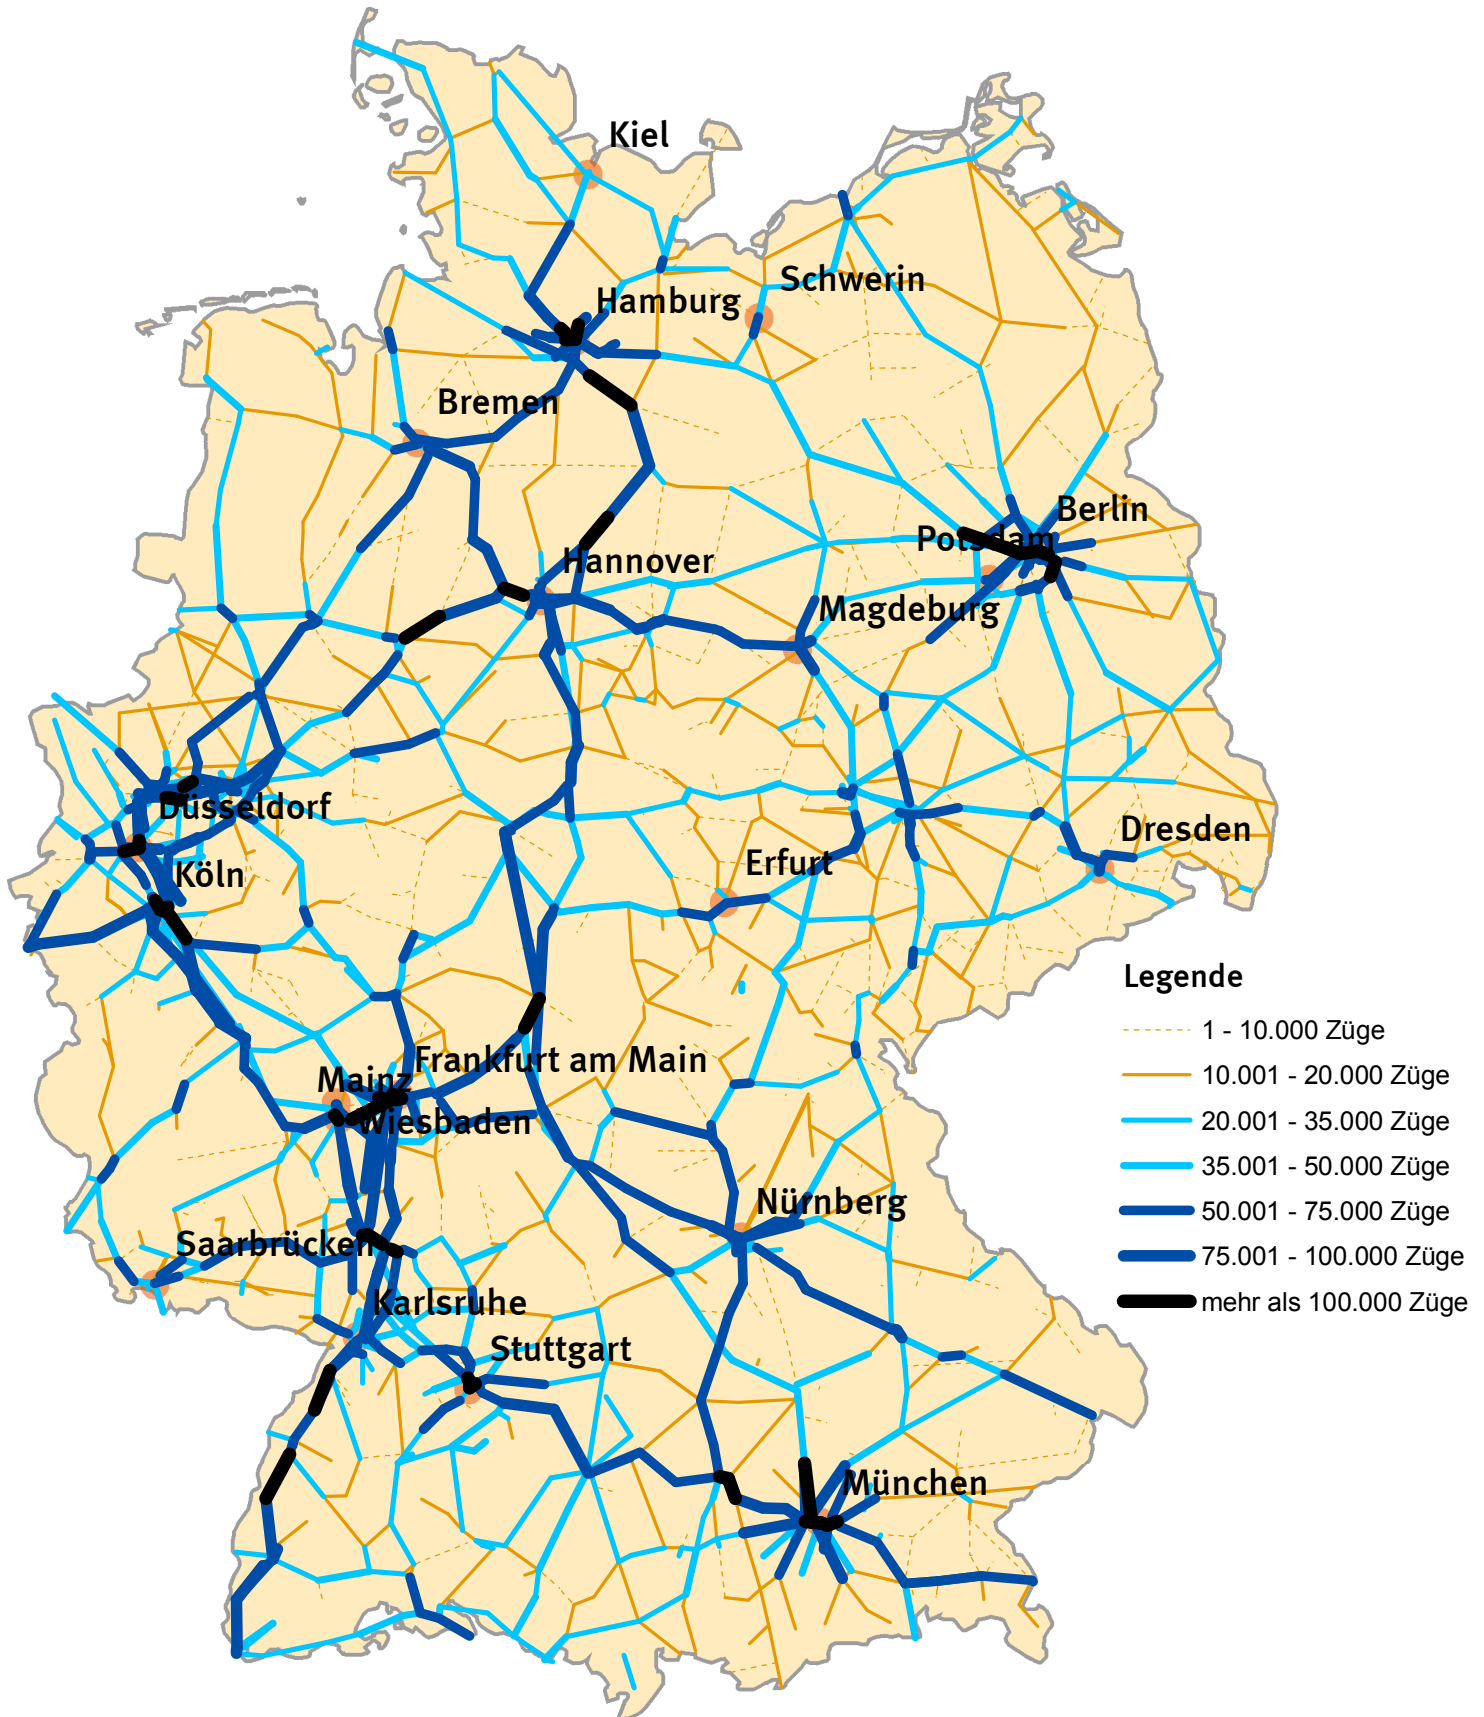 Kiel
Schwerin
Hamburg
Bremen
Berlin
Potsdam
Hannover
Magdeburg
Düsseldorf
Dresden
Köln
Erfurt
Legende
1 - 10.000 Züge
10.001 - 20.000 Züge
20.001 - 35.000 Züge
35.001 - 50.000 Züge
50.001 - 75.000 Züge
75.001 - 100.000 Züge
mehr als 100.000 Züge
Frankfurt am Main
Mainz
Wiesbaden
Nürnberg
Saarbrücken
Karlsruhe
Stuttgart
München